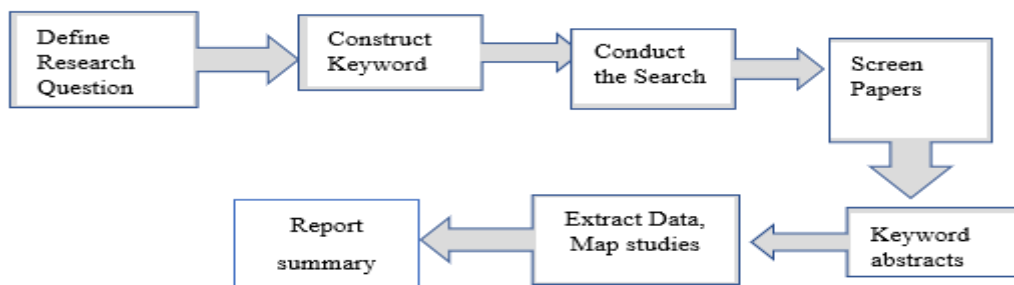 Define
Research
Question
Construct
Keyword
Conduct
the Search
Screen
Papers
Keyword
abstracts
Extract Data,
Map studies
Report
summary